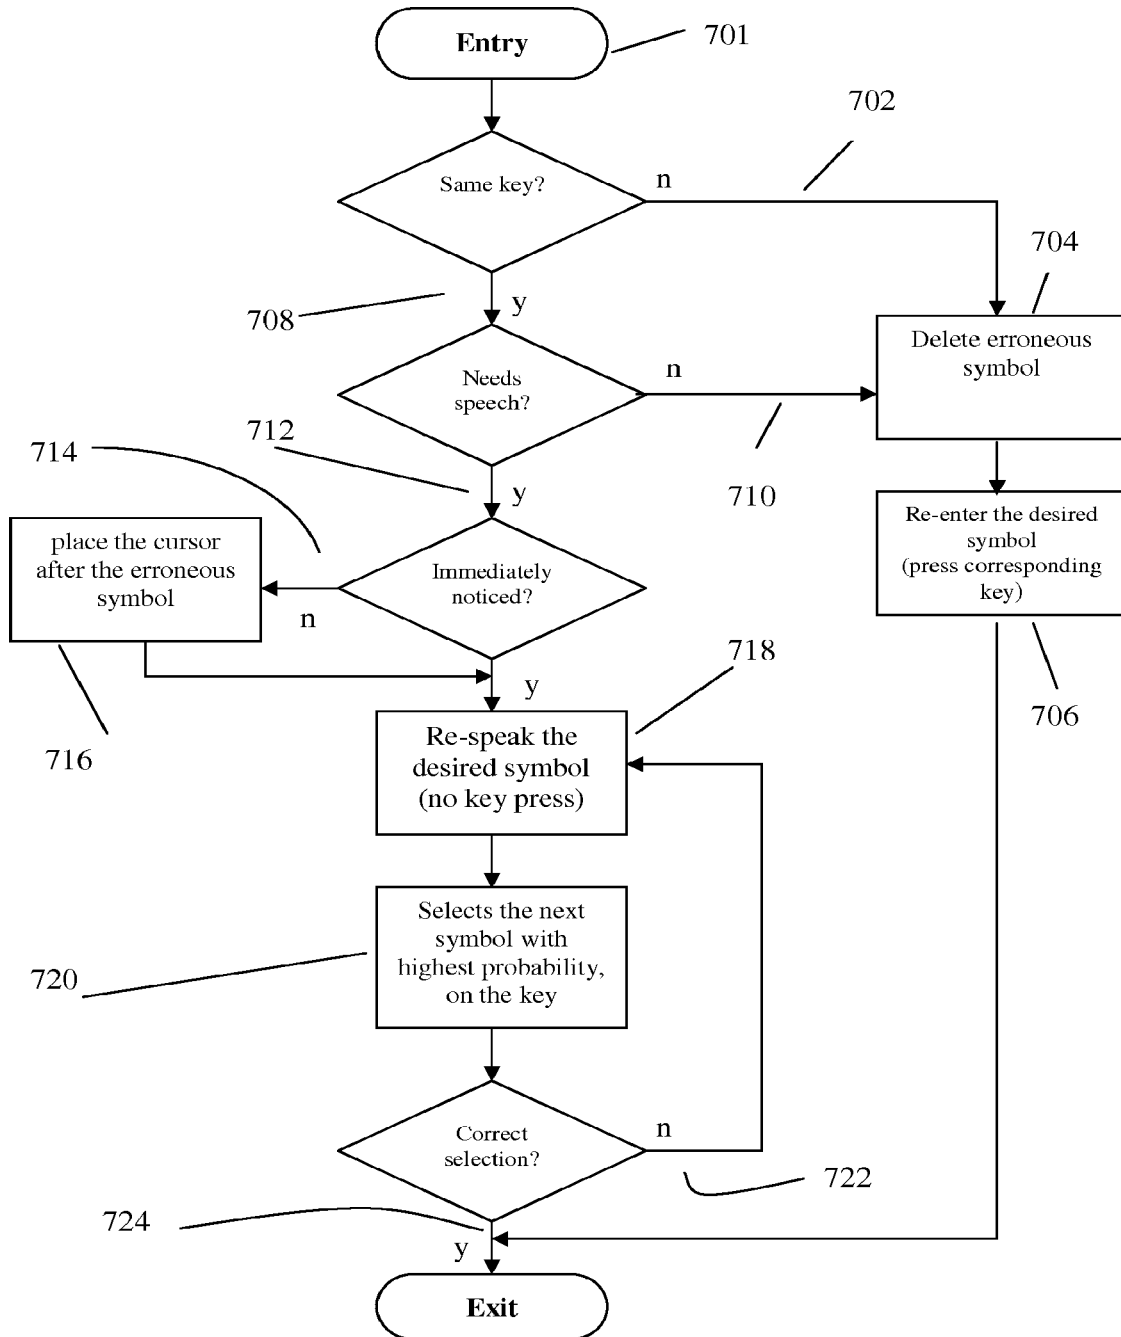 Entry
701
702
Same key?
n
704
708
y
Delete erroneous
symbol
Needs
speech?
n
712
714
y
710
Re-enter the desired
symbol
(press corresponding
key)
place the cursor
after the erroneous
symbol
Immediately
noticed?
n
718
y
706
716
Re-speak the
desired symbol
(no key press)
Selects the next
symbol with
highest probability,
on the key
720
Correct
selection?
n
722
724
y
Exit